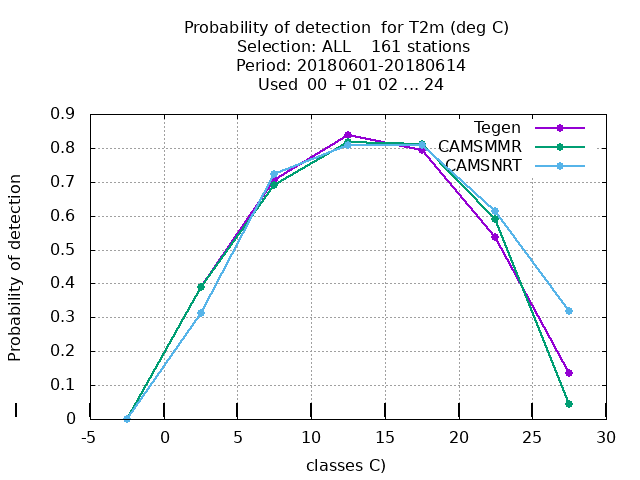 Probability of detection  for T2m (deg C)
Selection: ALL    161 stations
Period: 20180601-20180614
Used  00 + 01 02 ... 24
0.9
0.8
0.7
0.6
0.5
0.4
0.3
0.2
0.1
0
Probability of detection
Tegen
CAMSMMR
CAMSNRT
-5 0 5 10 15 20 25 30
classes C)